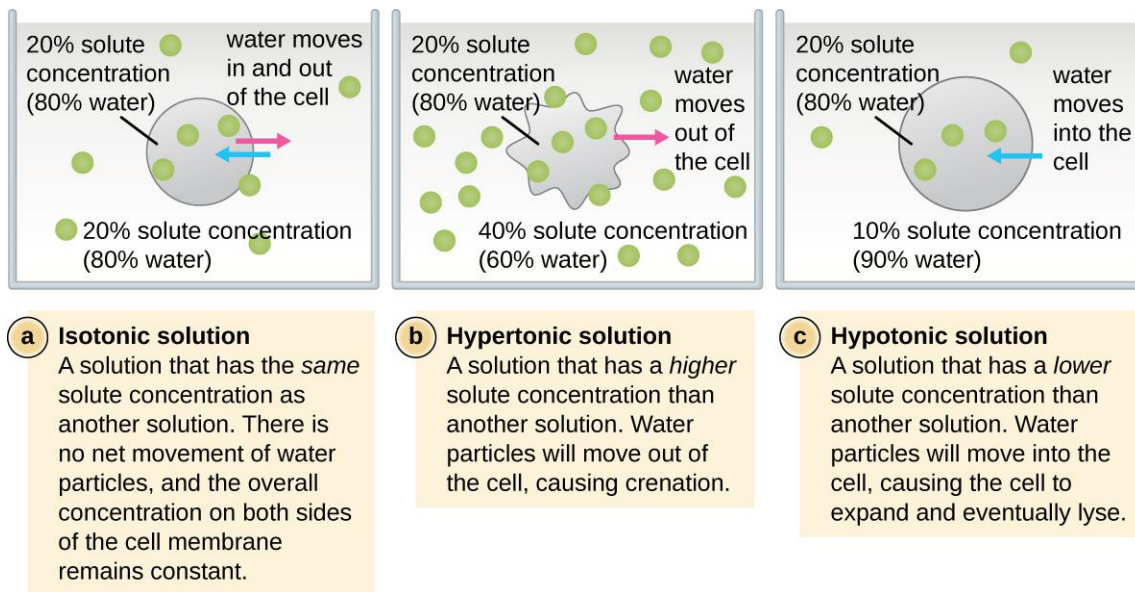 20% solute
concentration
(80% water)
water moves
in and out
of the cell
20% solute concentration
(80% water)
20% solute
concentration
(80% water)
water
moves
out of
the cell
40% solute concentration
(60% water)
20% solute
concentration
(80% water)
water
moves
into the
cell
10% solute concentration
(90% water)
a Isotonic solution
A solution that has the same
solute concentration as
another solution. There is
no net movement of water
particles, and the overall
concentration on both sides
of the cell membrane
remains constant.
b Hypertonic solution
A solution that has a higher
solute concentration than
another solution. Water
particles will move out of
the cell, causing crenation.
c Hypotonic solution
A solution that has a lower
solute concentration than
another solution. Water
particles will move into the
cell, causing the cell to
expand and eventually lyse.